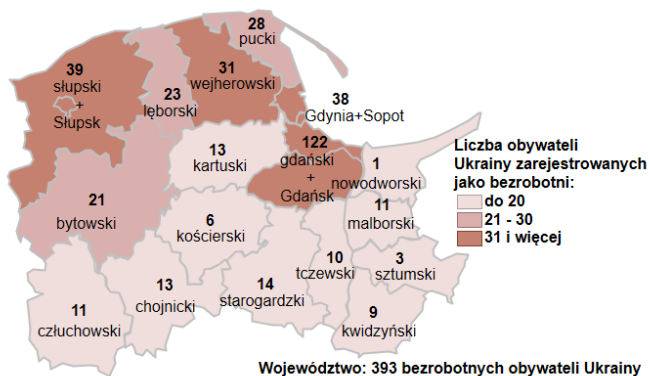 28
pucki
39
słupski
+
Słupsk
23
lęborski
31
wejherowski
38
Gdynia+Sopot
13
kartuski
122
gdański
+
Gdańsk
1
nowodworski
21
bytowski
6
kościerski
11
malborski
10
tczewski
3
sztumski
11
człuchowski
13
chojnicki
14
starogardzki
9
kwidzyński
Liczba obywateli
Ukrainy zarejestrowanych
jako bezrobotni:
do 20
21 - 30
31 i więcej
Województwo: 393 bezrobotnych obywateli Ukrainy